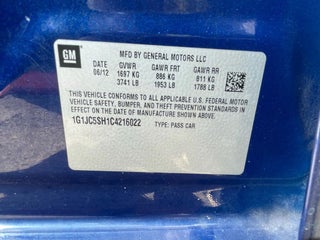 GM
MFD BY GENERAL MOTORS LLC
DATE GVWR GAWR FRT GAWR RR
06/12 1697 KG 886 KG 811 KG
3741 LB 1953 LB 1788 LB
THIS VEHICLE CONFORMS TO ALL APPLICABLE U.S. FEDERAL MOTOR
VEHICLE SAFETY, BUMPER, AND THEFT PREVENTION STANDARDS IN
EFFECT ON THE DATE OF MANUFACTURE SHOWN ABOVE.
1G1JC5SH1C4216022 TYPE: PASS CAR